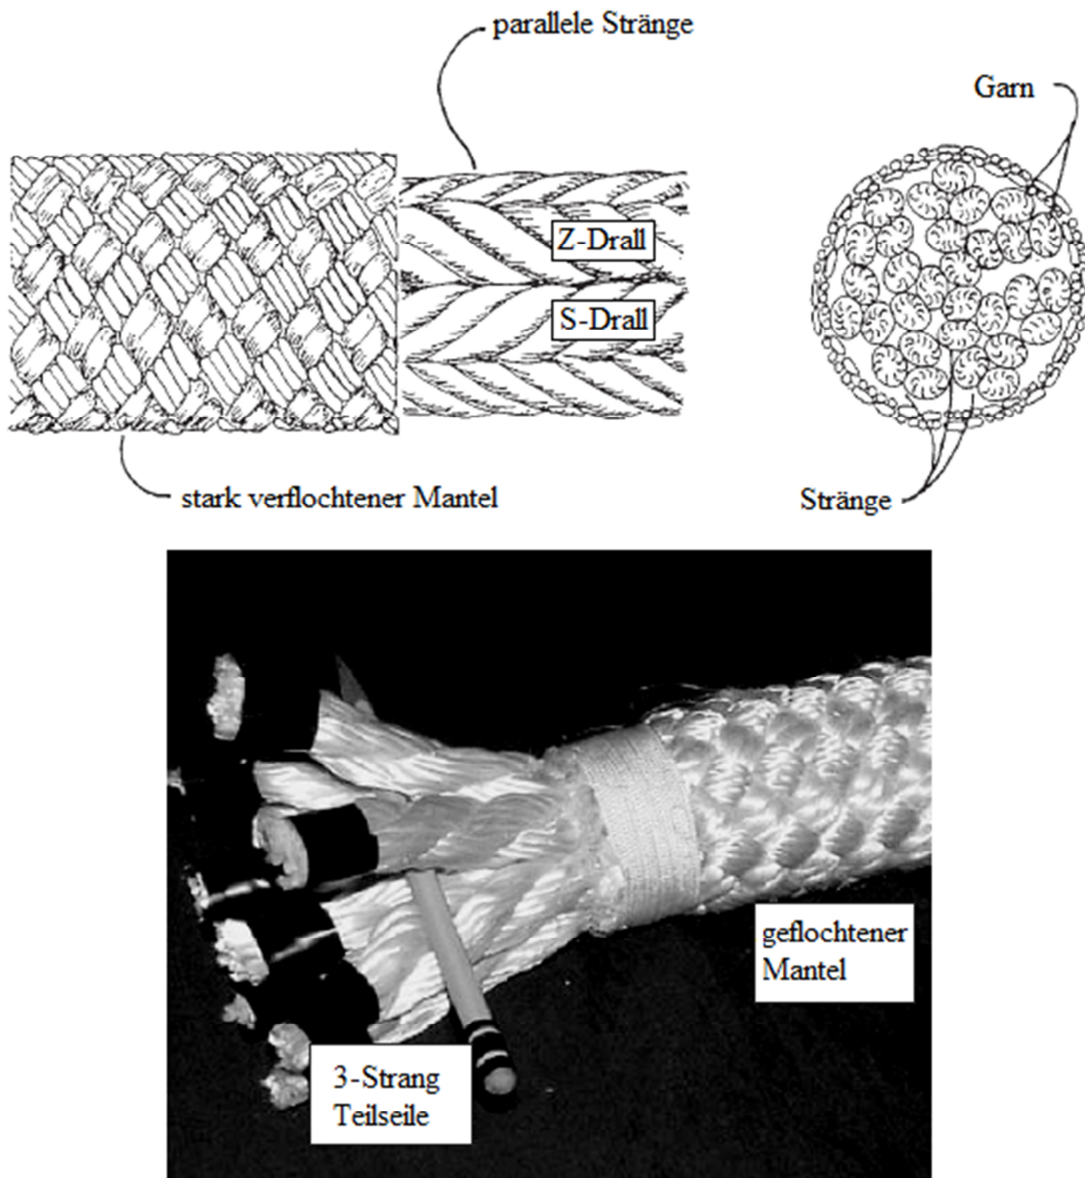 parallele Stränge
Garn
Z-Drall
S-Drall
stark verflochtener Mantel
Stränge
geflochtener
Mantel
3-Strang
Teilseile